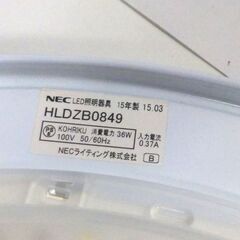 NEC LED照明器具 15年製 15.03
HLDZB0849
KOHRIKU 消費電力 36W 入力電流
100V 50/60Hz 0.37A
NECライティング株式会社 B